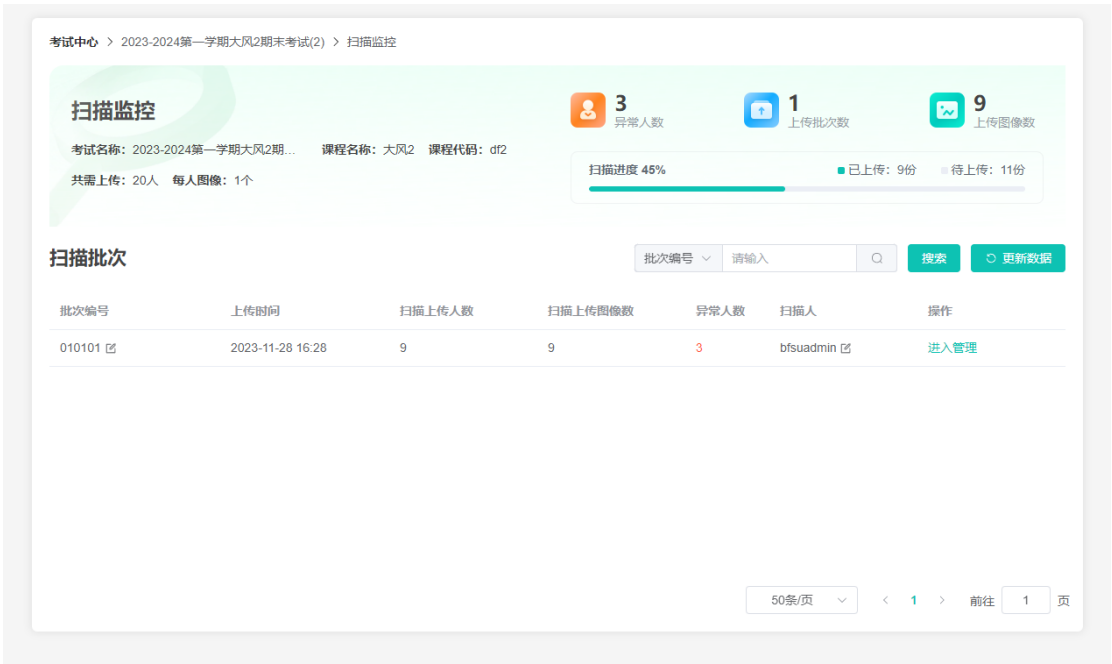 考试中心 > 2023-2024第一学期大风2期末考试(2) > 扫描监控
扫描监控
3
异常人数
1
上传批次数
9
上传图像数
考试名称：2023-2024第一学期大风2期... 课程名称：大风2 课程代码：df2
共需上传：20人 每人图像：1个
扫描进度 45% 已上传：9份 待上传：11份
扫描批次
批次编号 请输入 搜索 更新数据
批次编号 上传时间 扫描上传人数 扫描上传图像数 异常人数 扫描人 操作
010101 2023-11-28 16:28 9 9 3 bfsuadmin 进入管理
50条/页 < 1 > 前往 1 页